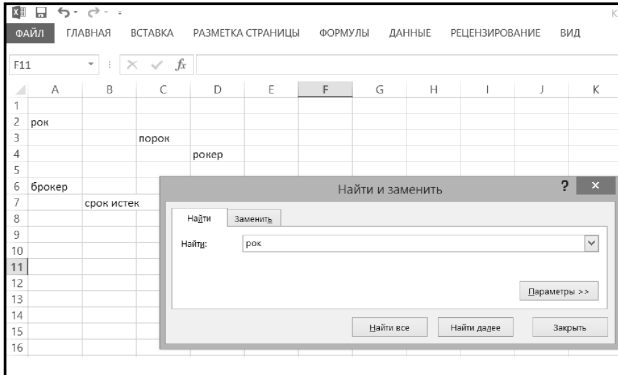 ФАЙЛ ГЛАВНАЯ ВСТАВКА РАЗМЕТКА СТРАНИЦЫ ФОРМУЛЫ ДАННЫЕ РЕЦЕНЗИРОВАНИЕ ВИД
F11 fx
A B C D E F G H I J K
1
2 рок
3 порок
4 рокер
5
6 брокер
Найти и заменить ? ×
7 срок истек
8 Найти Заменить
9
10 Найти: рок
11
12
13 Параметры >>
14
15 Найти все Найти далее Закрыть
16